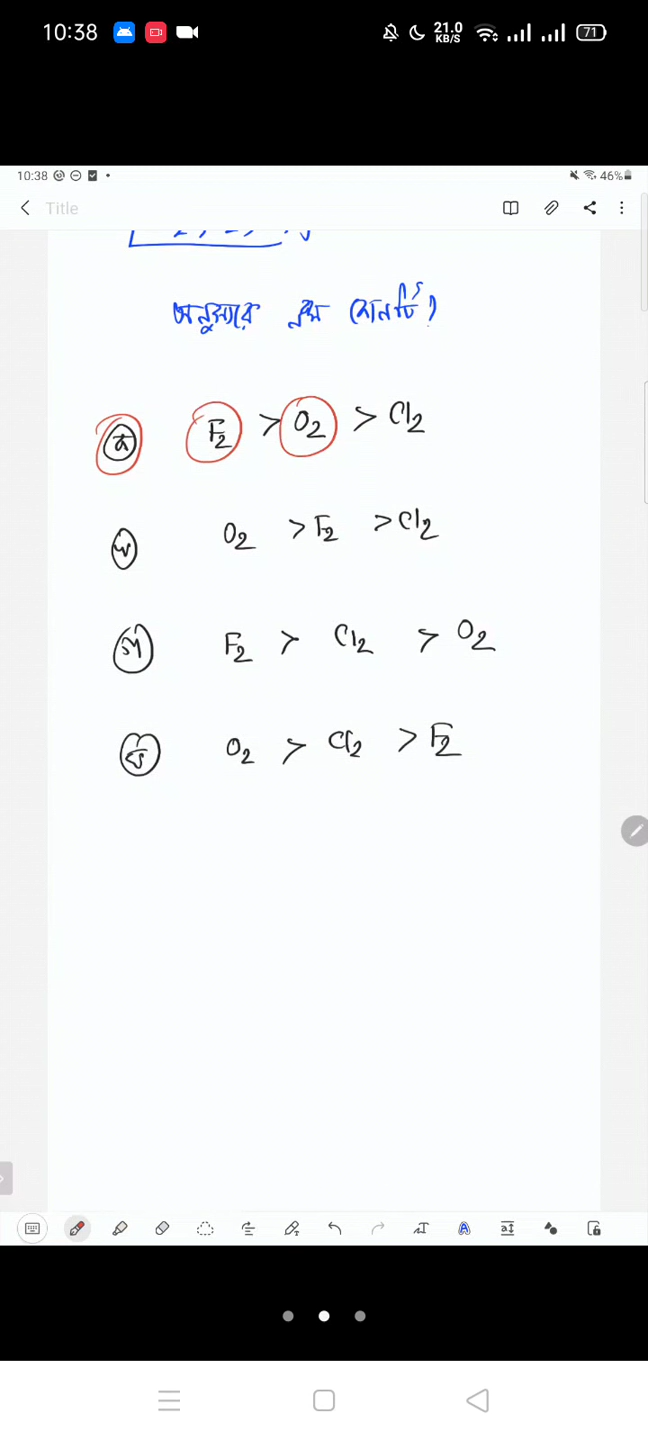 10:38 21.0 KB/S 71
10:38 46%
Title
অনুসারে ক্রম কোনটি?
ক F₂ > O₂ > Cl₂
খ O₂ > F₂ > Cl₂
গ F₂ > Cl₂ > O₂
ঘ O₂ > Cl₂ > F₂